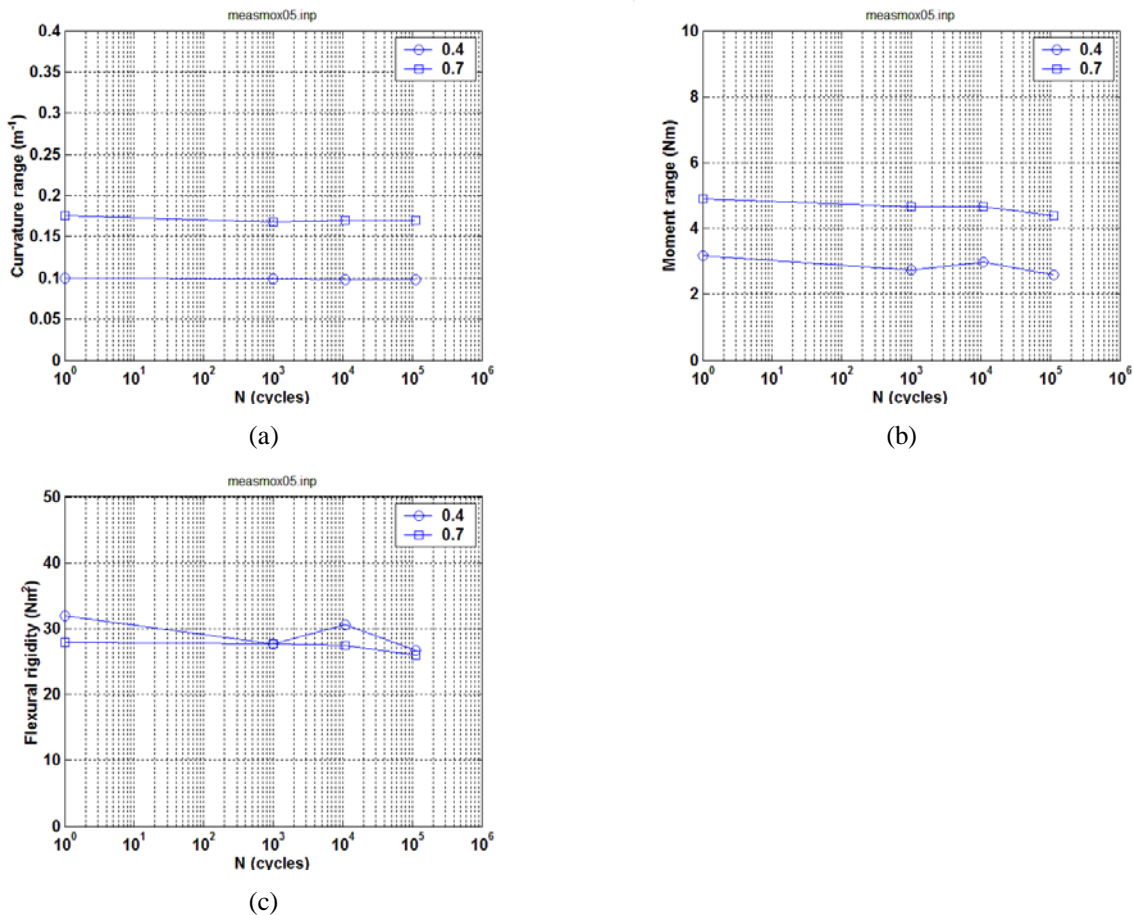 measmox05.inp
0.4
0.7
0.4
0.35
0.3
0.25
0.2
0.15
0.1
0.05
0
Curvature range (m⁻¹)
10⁰ 10¹ 10² 10³ 10⁴ 10⁵ 10⁶
N (cycles)
(a)
measmox05.inp
0.4
0.7
10
8
6
4
2
0
Moment range (Nm)
10⁰ 10¹ 10² 10³ 10⁴ 10⁵ 10⁶
N (cycles)
(b)
measmox05.inp
0.4
0.7
50
40
30
20
10
0
Flexural rigidity (Nm²)
10⁰ 10¹ 10² 10³ 10⁴ 10⁵ 10⁶
N (cycles)
(c)